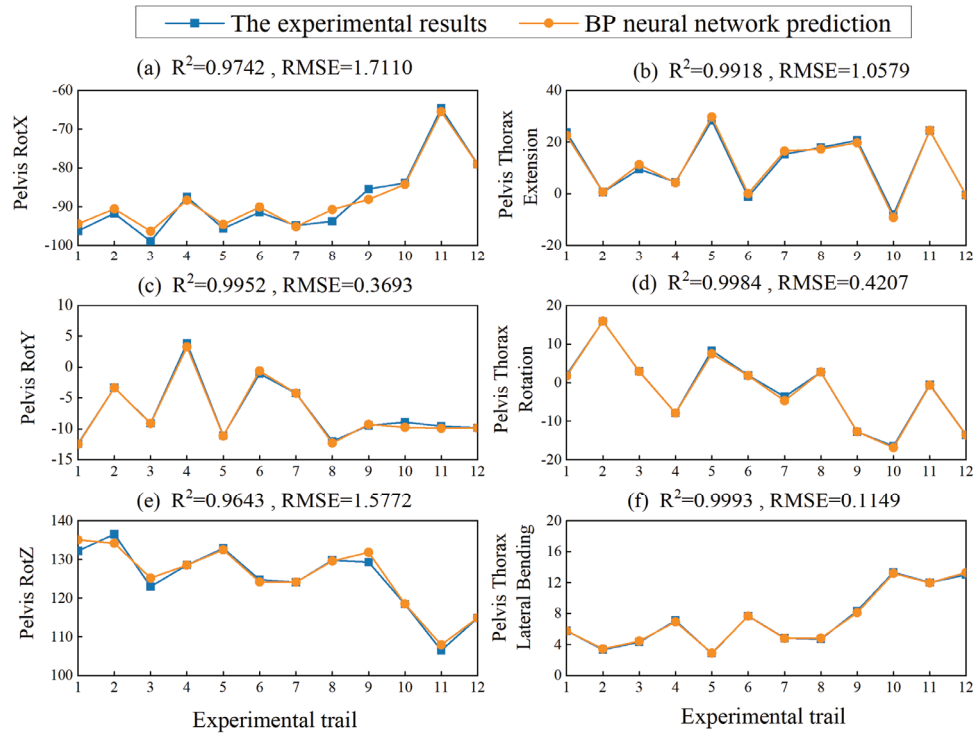 The experimental results
BP neural network prediction
(a) R²=0.9742 , RMSE=1.7110
Pelvis RotX
-60
-70
-80
-90
-100
1 2 3 4 5 6 7 8 9 10 11 12
(b) R²=0.9918 , RMSE=1.0579
Pelvis Thorax
Extension
40
20
0
-20
1 2 3 4 5 6 7 8 9 10 11 12
(c) R²=0.9952 , RMSE=0.3693
Pelvis RotY
10
5
0
-5
-10
-15
1 2 3 4 5 6 7 8 9 10 11 12
(d) R²=0.9984 , RMSE=0.4207
Pelvis Thorax
Rotation
20
10
0
-10
-20
1 2 3 4 5 6 7 8 9 10 11 12
(e) R²=0.9643 , RMSE=1.5772
Pelvis RotZ
140
130
120
110
100
1 2 3 4 5 6 7 8 9 10 11 12
Experimental trail
(f) R²=0.9993 , RMSE=0.1149
Pelvis Thorax
Lateral Bending
20
16
12
8
4
0
1 2 3 4 5 6 7 8 9 10 11 12
Experimental trail